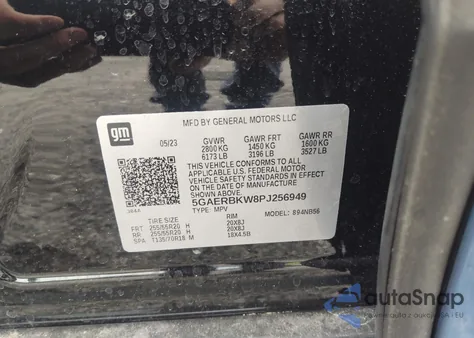 MFD BY GENERAL MOTORS LLC
gm
05/23 GVWR GAWR FRT GAWR RR
2800 KG 1450 KG 1600 KG
6173 LB 3196 LB 3527 LB
THIS VEHICLE CONFORMS TO ALL
APPLICABLE U.S. FEDERAL MOTOR
VEHICLE SAFETY STANDARDS IN EFFECT
ON THE DATE OF MANUFACTURE SHOWN ABOVE.
5GAERBKW8PJ256949
TYPE: MPV MODEL: 894NB56
TIRE SIZE RIM
FRT 255/55R20 H 20X8J
RR 255/55R20 H 20X8J
SPA T135/70R18 M 18X4.5B
autoSnap